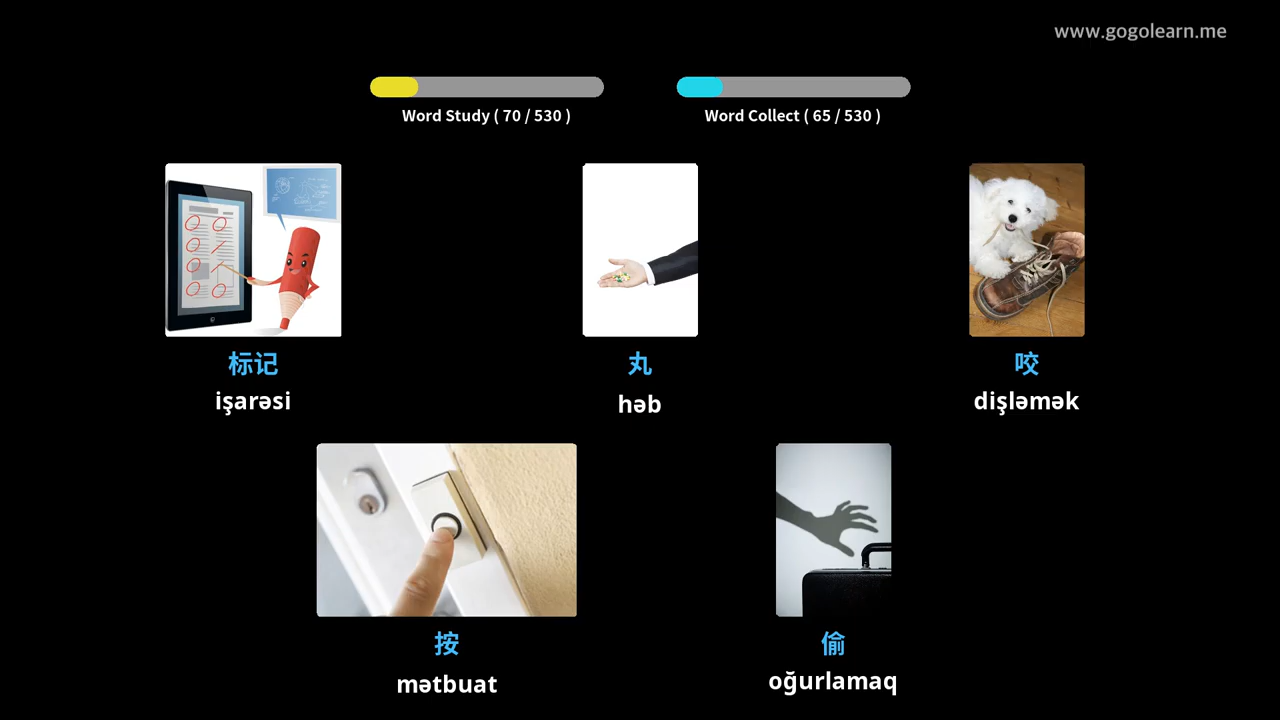 www.gogolearn.me
Word Study ( 70 / 530 )
Word Collect ( 65 / 530 )
标记
işarəsi
丸
həb
咬
dişləmək
按
mətbuat
偷
oğurlamaq